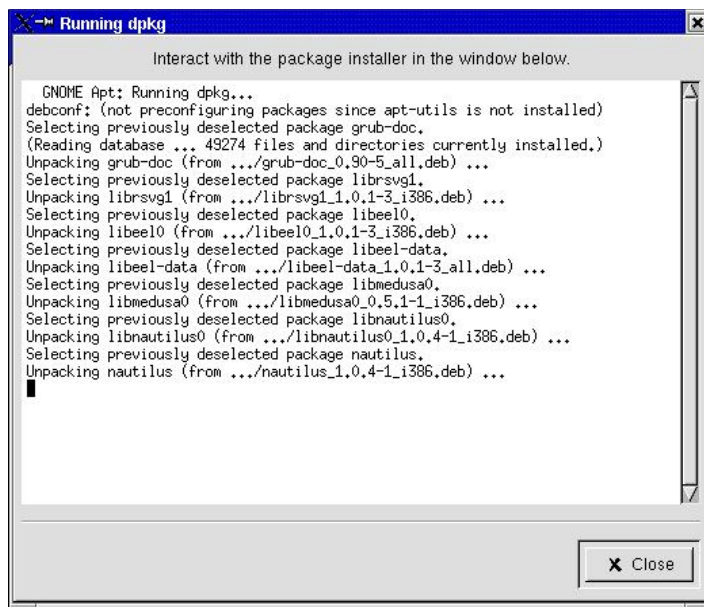 Running dpkg
Interact with the package installer in the window below.
GNOME Apt: Running dpkg...
debconf: (not preconfiguring packages since apt-utils is not installed)
Selecting previously deselected package grub-doc.
(Reading database ... 49274 files and directories currently installed.)
Unpacking grub-doc (from .../grub-doc_0.90-5_all.deb) ...
Selecting previously deselected package librsvg1.
Unpacking librsvg1 (from .../librsvg1_1.0.1-3_i386.deb) ...
Selecting previously deselected package libeel0.
Unpacking libeel0 (from .../libeel0_1.0.1-3_i386.deb) ...
Selecting previously deselected package libeel-data.
Unpacking libeel-data (from .../libeel-data_1.0.1-3_all.deb) ...
Selecting previously deselected package libmedusa0.
Unpacking libmedusa0 (from .../libmedusa0_0.5.1-1_i386.deb) ...
Selecting previously deselected package libnautilus0.
Unpacking libnautilus0 (from .../libnautilus0_1.0.4-1_i386.deb) ...
Selecting previously deselected package nautilus.
Unpacking nautilus (from .../nautilus_1.0.4-1_i386.deb) ...
Close